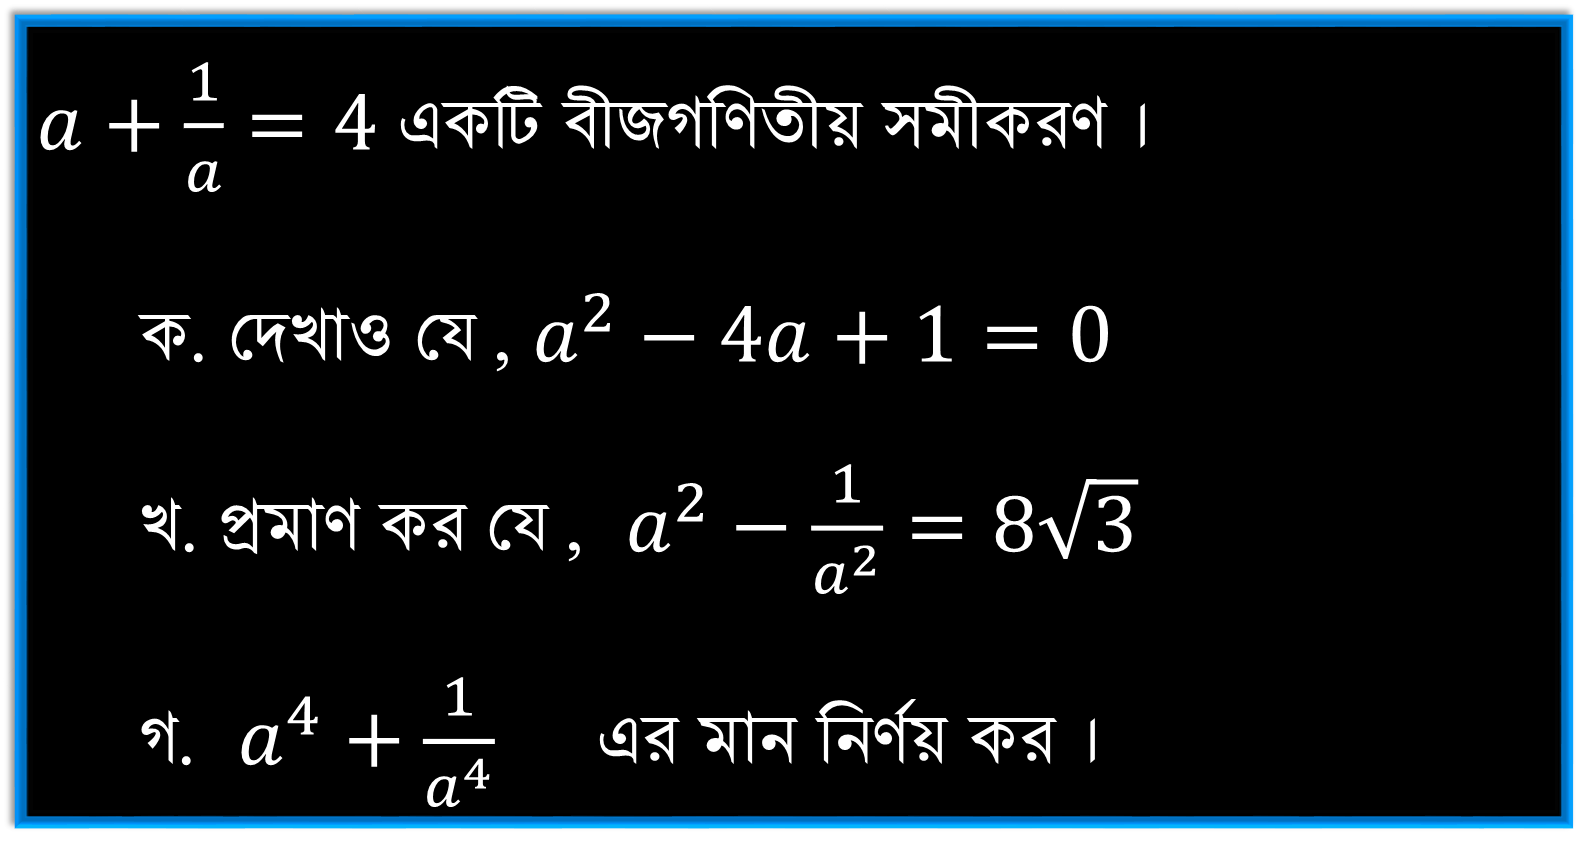 a + 1/a = 4 একটি বীজগণিতীয় সমীকরণ ।
ক. দেখাও যে , a² − 4a + 1 = 0
খ. প্রমাণ কর যে , a² − 1/a² = 8√3
গ. a⁴ + 1/a⁴ এর মান নির্ণয় কর ।